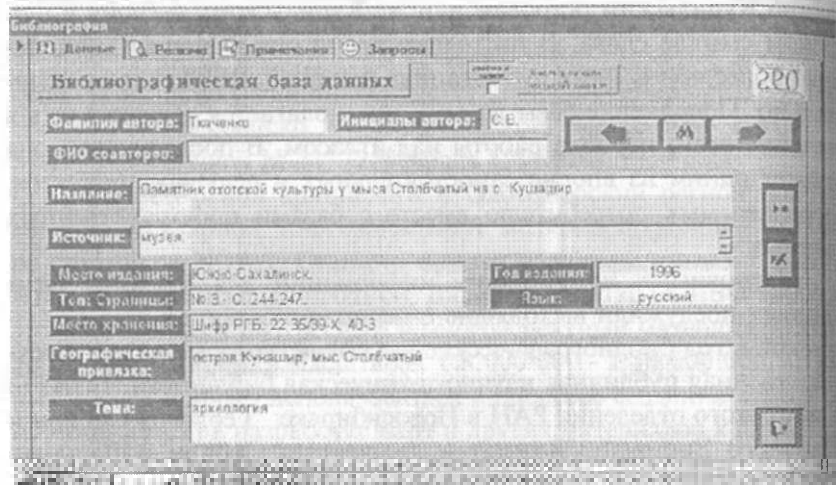 Библиография
Данные Резюме Примечания Запросы
Библиографическая база данных 290
Фамилия автора: Ткаченко Инициалы автора: С.В.
ФИО соавторов:
Название: Памятник охотской культуры у мыса Столбчатый на о. Кунашир
Источник: музея.
Место издания: Южно-Сахалинск. Год издания: 1996
Том; Страницы: № 3.- С. 244-247. Язык: русский
Место хранения: Шифр РГБ: 22 35/39-X, 40-3
Географическая привязка: остров Кунашир, мыс Столбчатый
Тема: археология